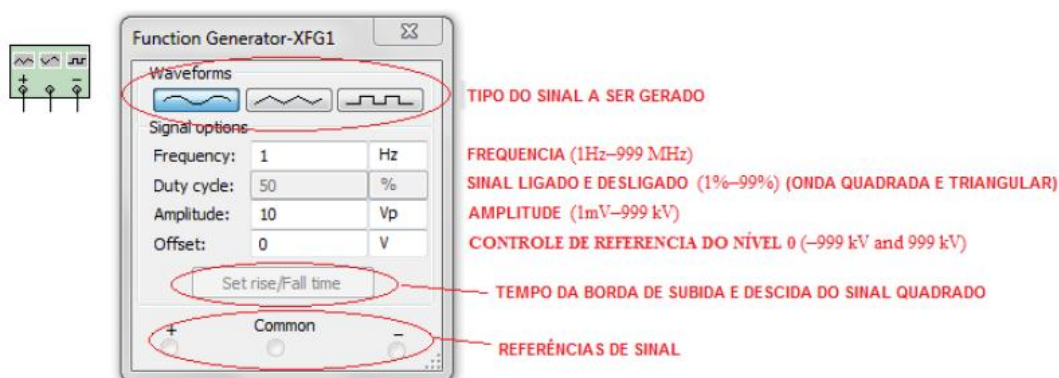 Function Generator-XFG1
Waveforms
TIPO DO SINAL A SER GERADO
Signal options
Frequency: 1 Hz
FREQUENCIA (1Hz–999 MHz)
Duty cycle: 50 %
SINAL LIGADO E DESLIGADO (1%–99%) (ONDA QUADRADA E TRIANGULAR)
Amplitude: 10 Vp
AMPLITUDE (1mV–999 kV)
Offset: 0 V
CONTROLE DE REFERENCIA DO NÍVEL 0 (–999 kV and 999 kV)
Set rise/Fall time
TEMPO DA BORDA DE SUBIDA E DESCIDA DO SINAL QUADRADO
+ Common –
REFERÊNCIAS DE SINAL
+ –